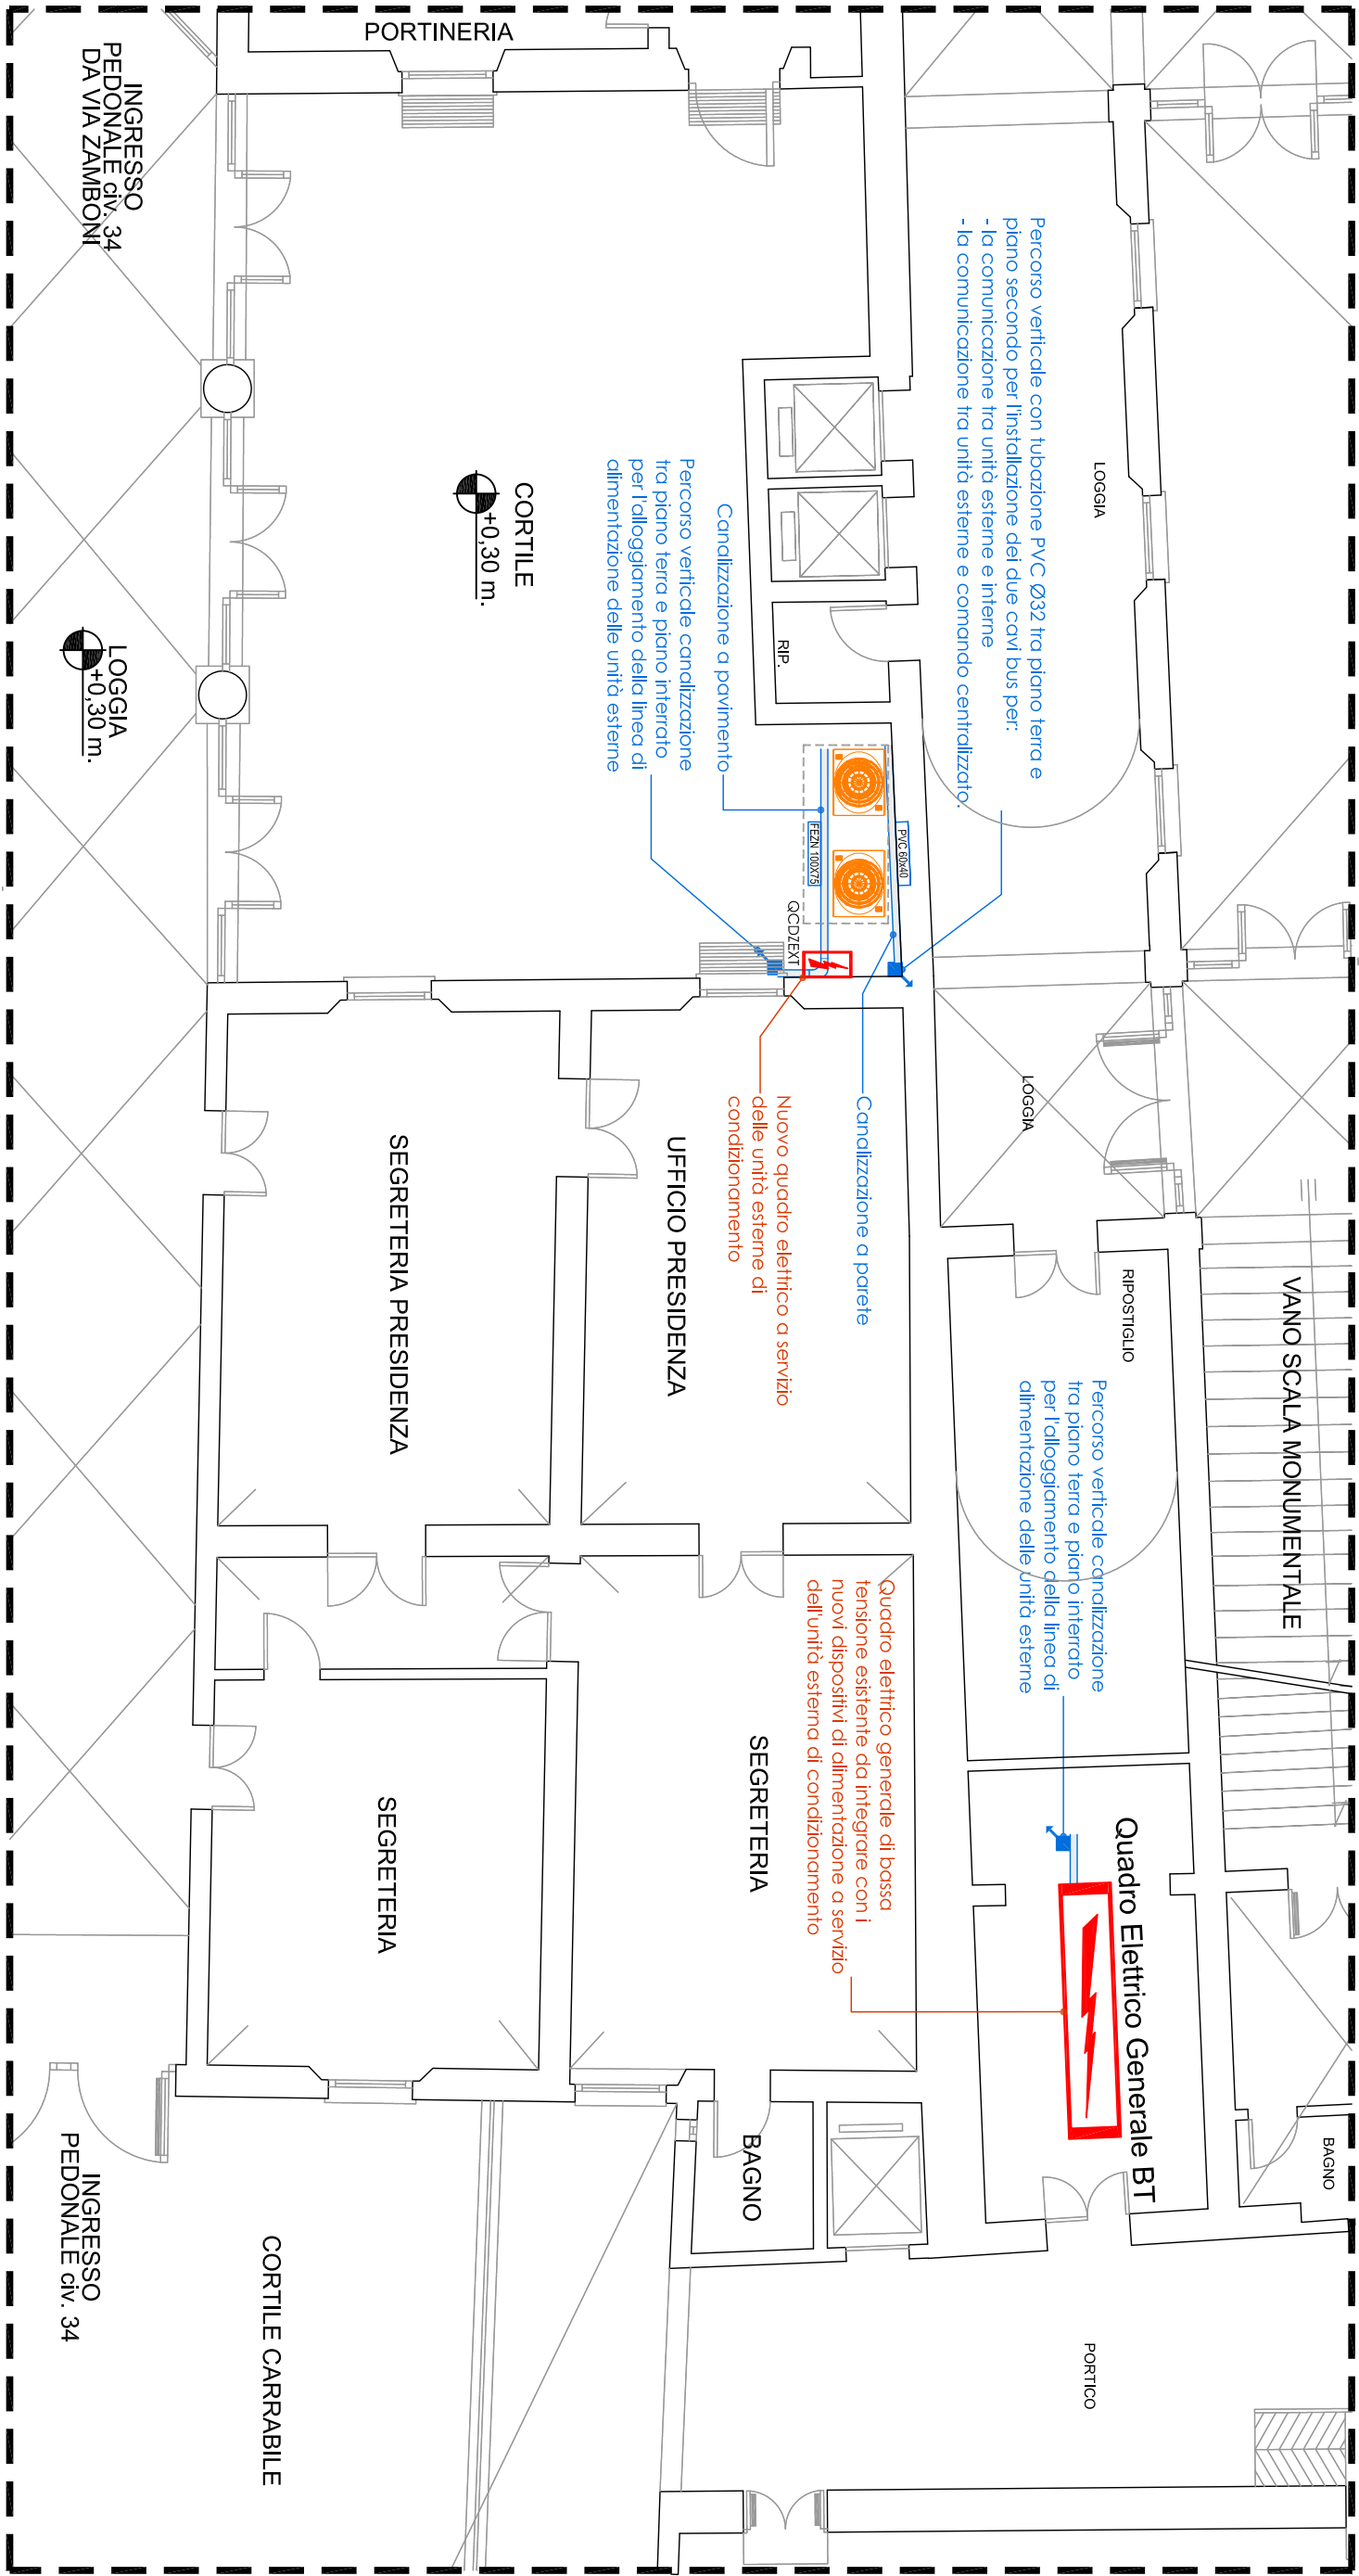 PORTINERIA
INGRESSO
PEDONALE civ. 34
DA VIA ZAMBONI
Percorso verticale con tubazione PVC Ø32 tra piano terra e
piano secondo per l'installazione dei due cavi bus per:
- la comunicazione tra unità esterne e interne
- la comunicazione tra unità esterne e comando centralizzato.
LOGGIA
CORTILE
+0,30 m.
LOGGIA
+0,30 m.
Canalizzazione a pavimento
Percorso verticale canalizzazione
tra piano terra e piano interrato
per l'alloggiamento della linea di
alimentazione delle unità esterne
RIP.
PVC 60x40
FEZN 100X75
QCDZEXT
LOGGIA
Canalizzazione a parete
Nuovo quadro elettrico a servizio
delle unità esterne di
condizionamento
UFFICIO PRESIDENZA
SEGRETERIA PRESIDENZA
RIPOSTIGLIO
VANO SCALA MONUMENTALE
Percorso verticale canalizzazione
tra piano terra e piano interrato
per l'alloggiamento della linea di
alimentazione delle unità esterne
Quadro elettrico generale di bassa
tensione esistente da integrare con i
nuovi dispositivi di alimentazione a servizio
dell'unità esterna di condizionamento
SEGRETERIA
SEGRETERIA
Quadro Elettrico Generale BT
BAGNO
BAGNO
INGRESSO
PEDONALE civ. 34
CORTILE CARRABILE
PORTICO